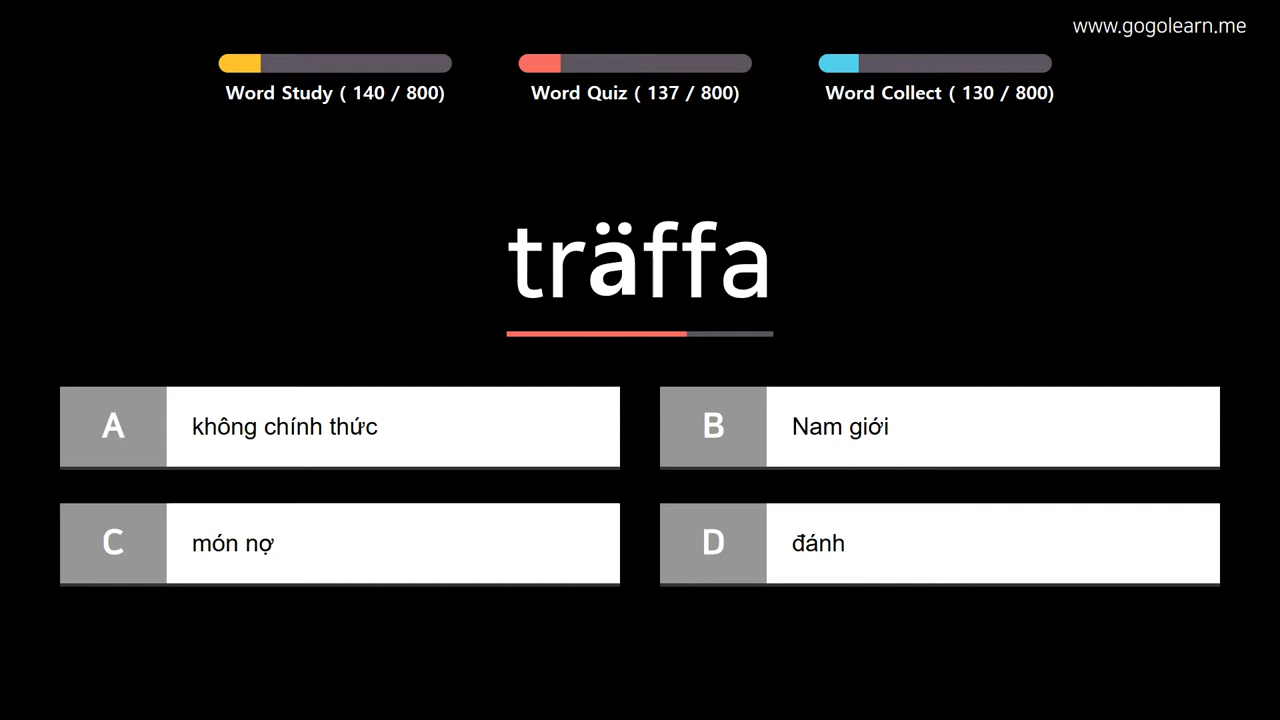 www.gogolearn.me
Word Study ( 140 / 800)
Word Quiz ( 137 / 800)
Word Collect ( 130 / 800)
träffa
A không chính thức
B Nam giới
C món nợ
D đánh